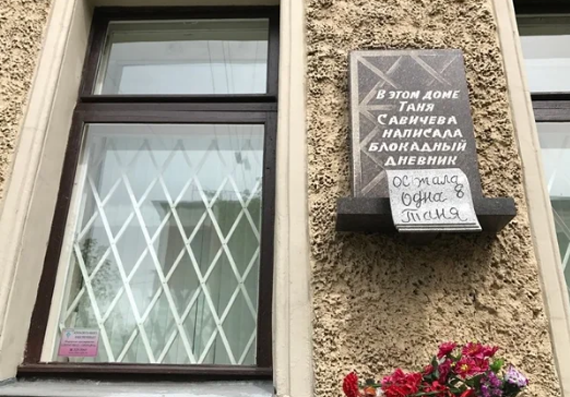 В ЭТОМ ДОМЕ
ТАНЯ
САВИЧЕВА
НАПИСАЛА
БЛОКАДНЫЙ
ДНЕВНИК
Осталась
одна
Таня